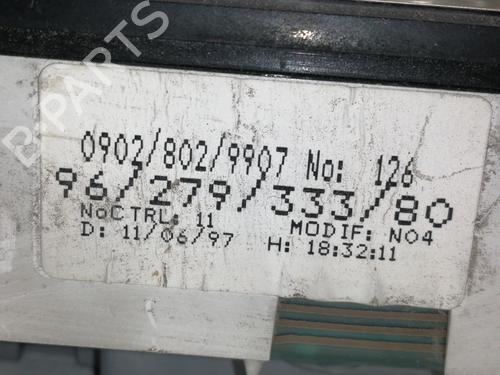 B-PARTS
0902/802/9907 No: 126
96/279/333/80
NoCTRL: 11 MODIF: N04
D: 11/06/97 H: 18:32:11